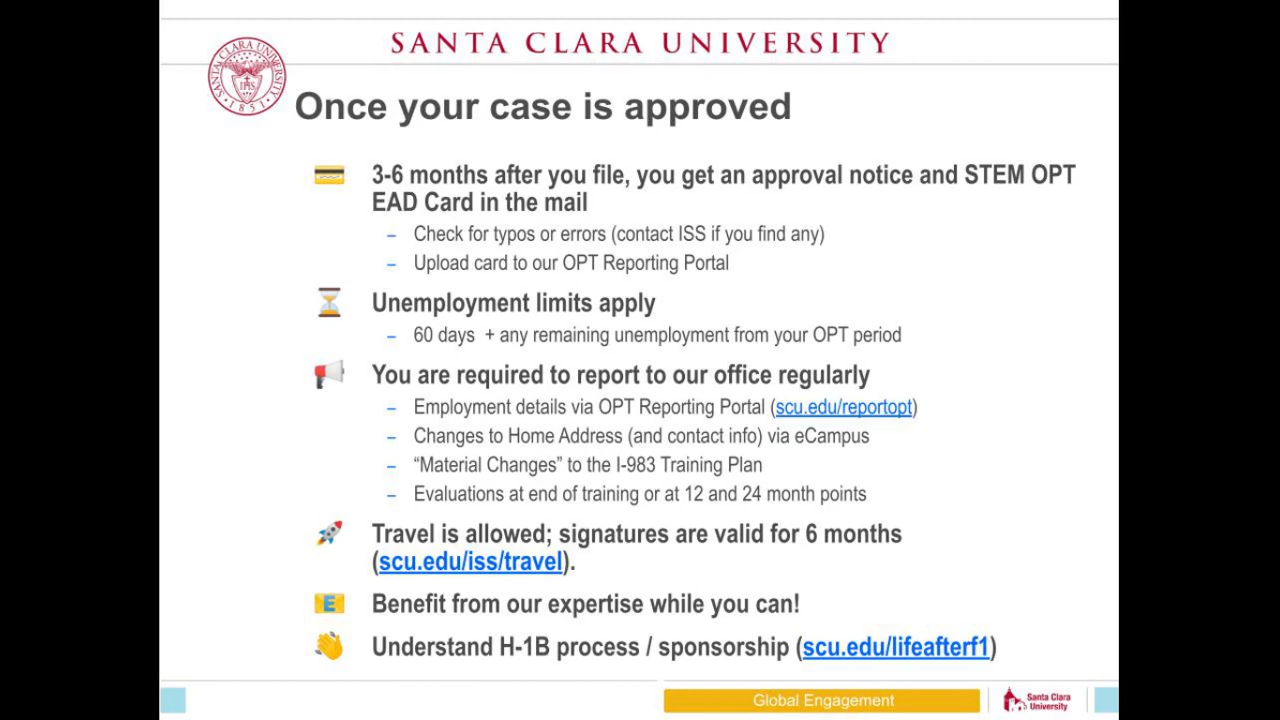 SANTA CLARA UNIVERSITY
SANTA CLARA UNIVERSITY
IHS
1851
Once your case is approved
3-6 months after you file, you get an approval notice and STEM OPT
EAD Card in the mail
– Check for typos or errors (contact ISS if you find any)
– Upload card to our OPT Reporting Portal
Unemployment limits apply
– 60 days + any remaining unemployment from your OPT period
You are required to report to our office regularly
– Employment details via OPT Reporting Portal (scu.edu/reportopt)
– Changes to Home Address (and contact info) via eCampus
– “Material Changes” to the I-983 Training Plan
– Evaluations at end of training or at 12 and 24 month points
Travel is allowed; signatures are valid for 6 months
(scu.edu/iss/travel).
Benefit from our expertise while you can!
Understand H-1B process / sponsorship (scu.edu/lifeafterf1)
Global Engagement
Santa Clara
University